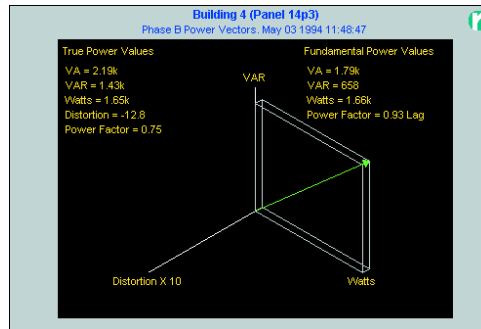 Building 4 (Panel 14p3)
Phase B Power Vectors. May 03 1994 11:48:47
True Power Values
VA = 2.19k
VAR = 1.43k
Watts = 1.65k
Distortion = -12.8
Power Factor = 0.75
Fundamental Power Values
VA = 1.79k
VAR = 658
Watts = 1.66k
Power Factor = 0.93 Lag
VAR
Distortion X 10
Watts